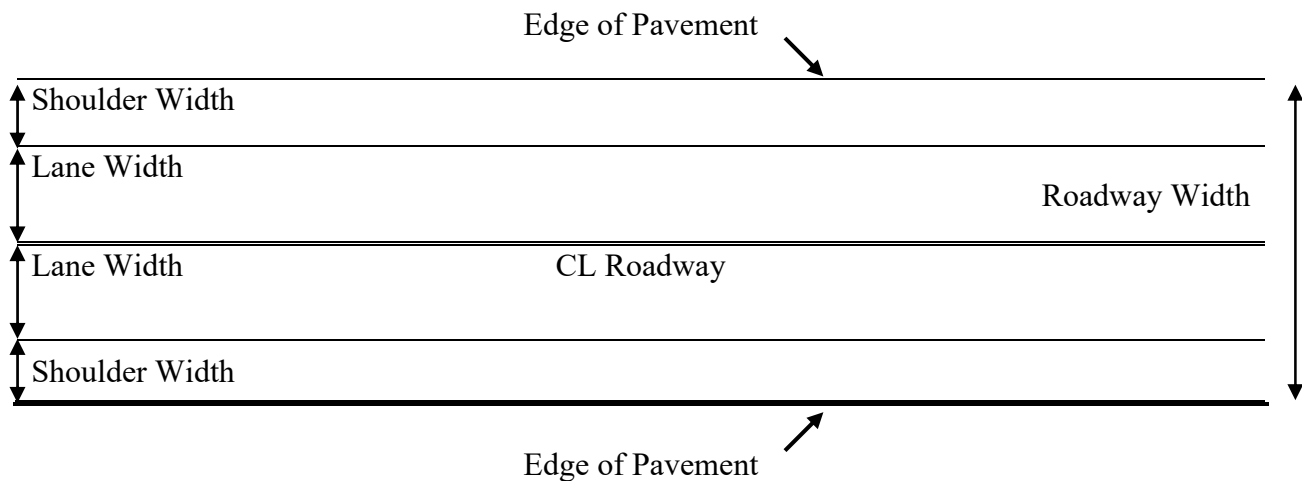 Edge of Pavement
Shoulder Width
Lane Width
Roadway Width
Lane Width
CL Roadway
Shoulder Width
Edge of Pavement